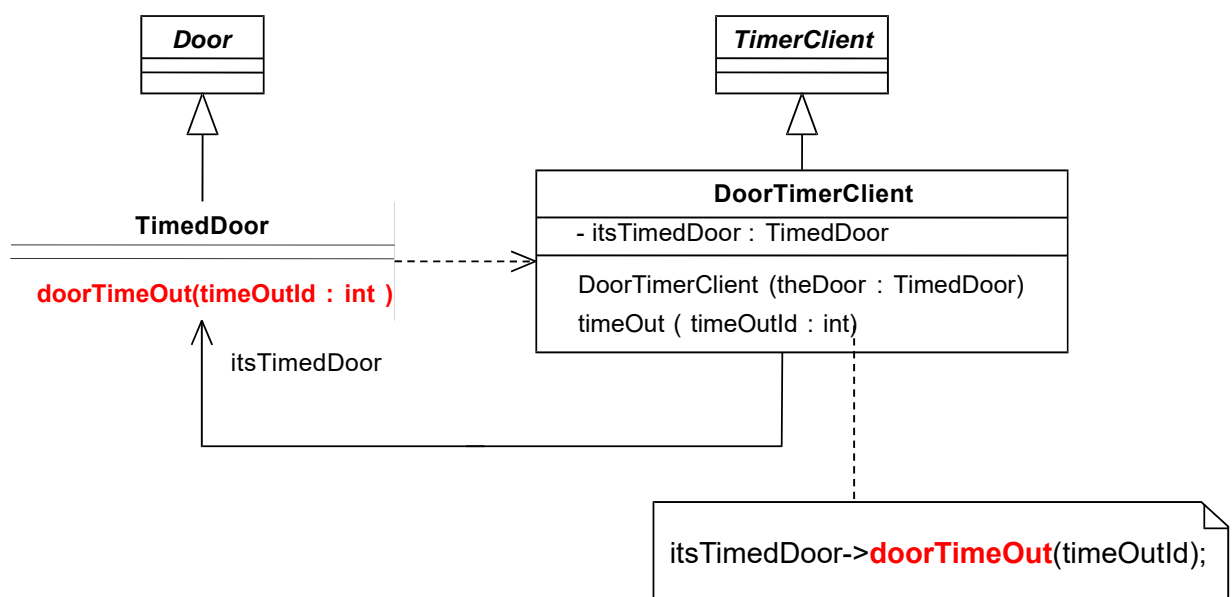 Door
TimerClient
TimedDoor
doorTimeOut(timeOutId : int )
DoorTimerClient
- itsTimedDoor : TimedDoor
DoorTimerClient (theDoor : TimedDoor)
timeOut ( timeOutId : int)
itsTimedDoor
itsTimedDoor->doorTimeOut(timeOutId);